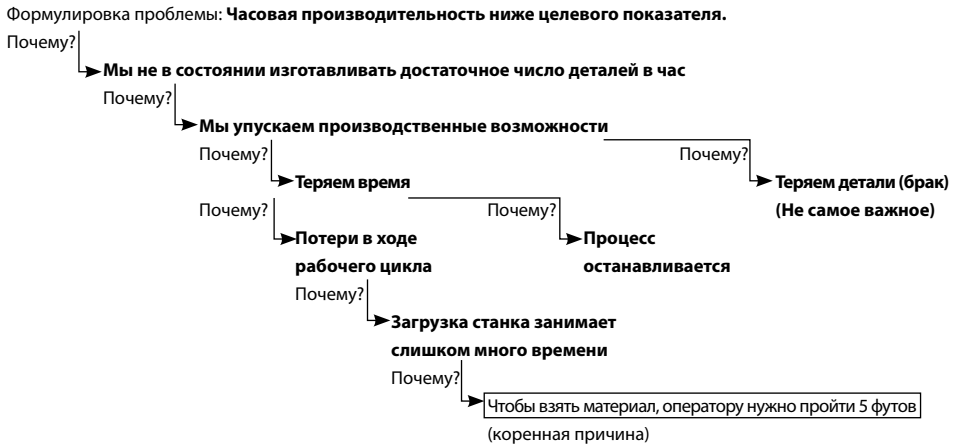 Формулировка проблемы: Часовая производительность ниже целевого показателя.
Почему?
Мы не в состоянии изготавливать достаточное число деталей в час
Почему?
Мы упускаем производственные возможности
Почему? Почему?
Теряем время Теряем детали (брак)
Почему? Почему? (Не самое важное)
Потери в ходе Процесс
рабочего цикла останавливается
Почему?
Загрузка станка занимает
слишком много времени
Почему?
Чтобы взять материал, оператору нужно пройти 5 футов
(коренная причина)